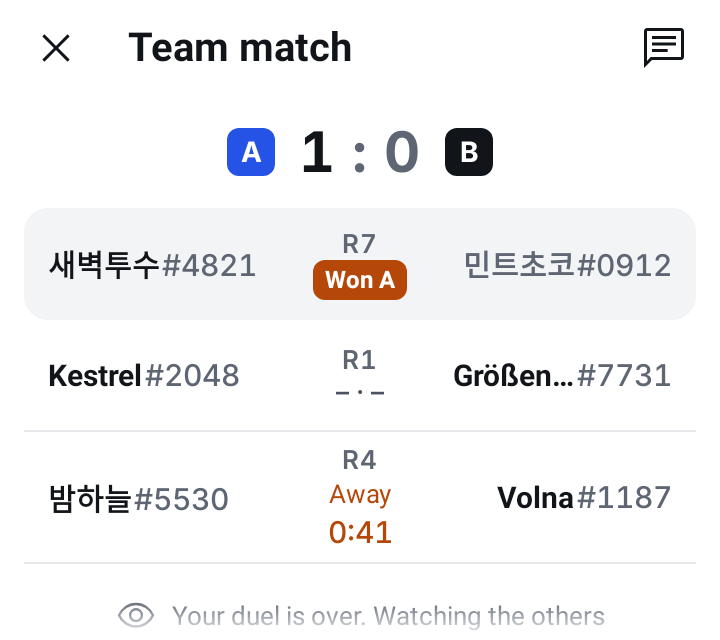 Team match
A 1 : 0 B
R7
새벽투수#4821 Won A 민트초코#0912
R1
Kestrel#2048 – · – Größen…#7731
R4
밤하늘#5530 Away Volna#1187
0:41
Your duel is over. Watching the others